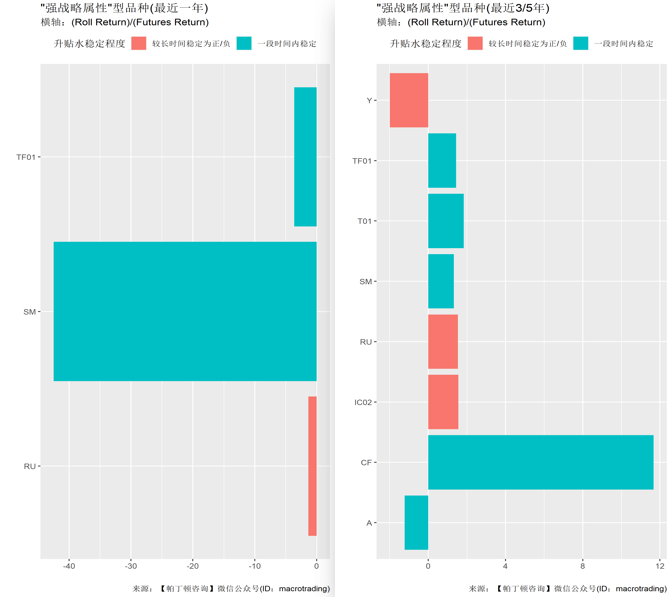 "强战略属性"型品种(最近一年)
横轴：(Roll Return)/(Futures Return)
升贴水稳定程度 较长时间稳定为正/负 一段时间内稳定
TF01
SM
RU
-40 -30 -20 -10 0
来源：【帕丁顿咨询】微信公众号(ID：macrotrading)
"强战略属性"型品种(最近3/5年)
横轴：(Roll Return)/(Futures Return)
升贴水稳定程度 较长时间稳定为正/负 一段时间内稳定
Y
TF01
T01
SM
RU
IC02
CF
A
0 4 8 12
来源：【帕丁顿咨询】微信公众号(ID：macrotrading)